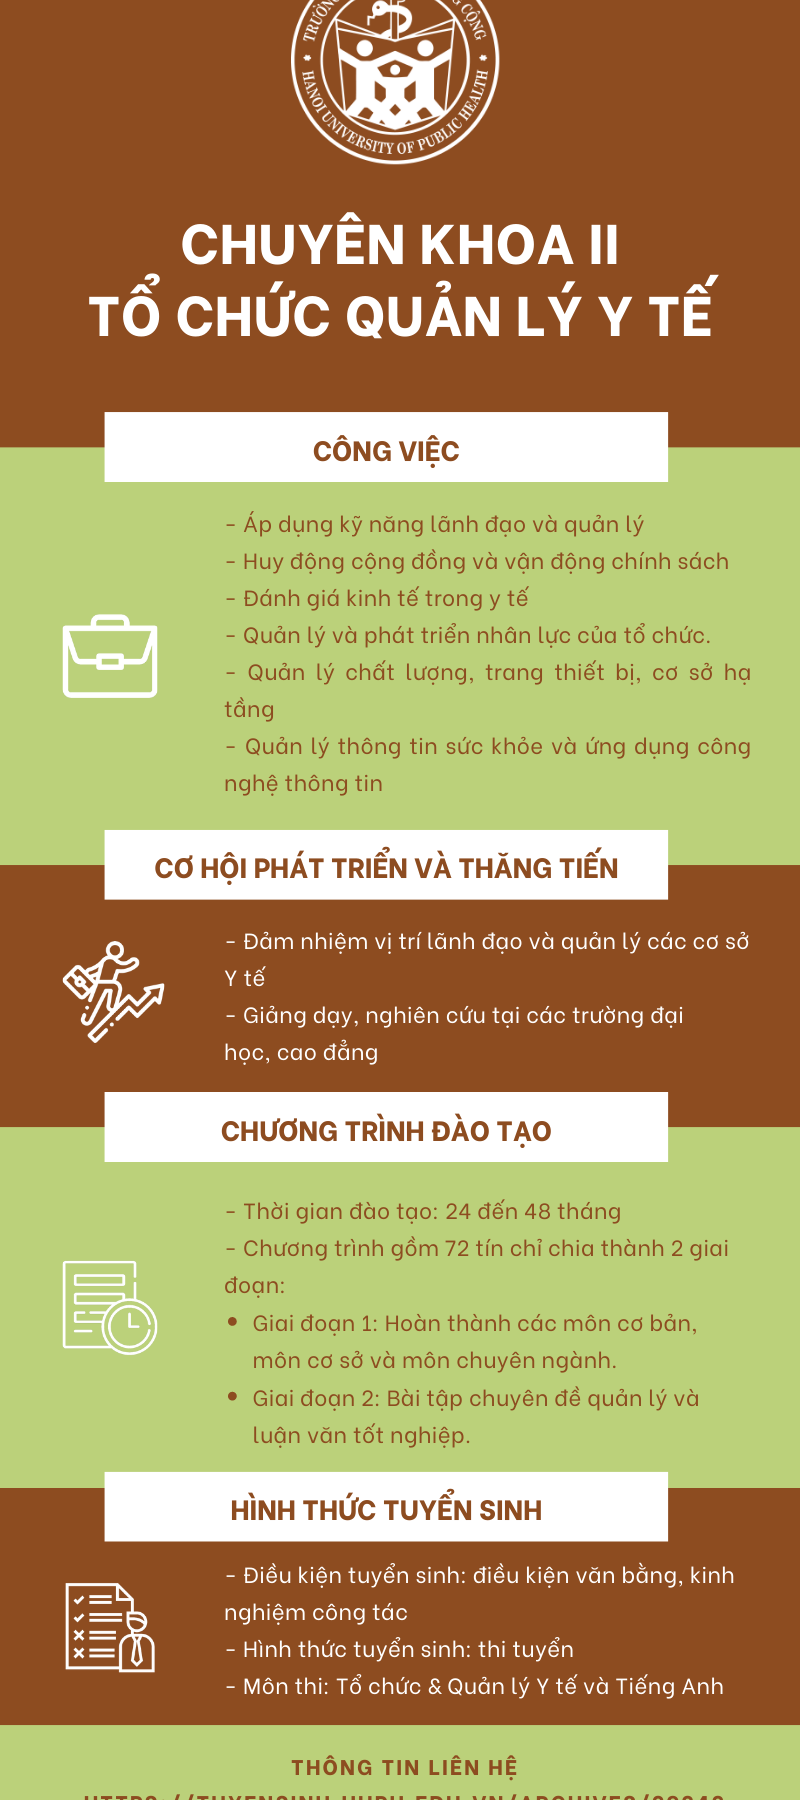 TRƯỜNG CỘNG
HANOI UNIVERSITY OF PUBLIC HEALTH
CHUYÊN KHOA II
TỔ CHỨC QUẢN LÝ Y TẾ
CÔNG VIỆC
- Áp dụng kỹ năng lãnh đạo và quản lý
- Huy động cộng đồng và vận động chính sách
- Đánh giá kinh tế trong y tế
- Quản lý và phát triển nhân lực của tổ chức.
- Quản lý chất lượng, trang thiết bị, cơ sở hạ
tầng
- Quản lý thông tin sức khỏe và ứng dụng công
nghệ thông tin
CƠ HỘI PHÁT TRIỂN VÀ THĂNG TIẾN
- Đảm nhiệm vị trí lãnh đạo và quản lý các cơ sở
Y tế
- Giảng dạy, nghiên cứu tại các trường đại
học, cao đẳng
CHƯƠNG TRÌNH ĐÀO TẠO
- Thời gian đào tạo: 24 đến 48 tháng
- Chương trình gồm 72 tín chỉ chia thành 2 giai
đoạn:
• Giai đoạn 1: Hoàn thành các môn cơ bản,
môn cơ sở và môn chuyên ngành.
• Giai đoạn 2: Bài tập chuyên đề quản lý và
luận văn tốt nghiệp.
HÌNH THỨC TUYỂN SINH
- Điều kiện tuyển sinh: điều kiện văn bằng, kinh
nghiệm công tác
- Hình thức tuyển sinh: thi tuyển
- Môn thi: Tổ chức & Quản lý Y tế và Tiếng Anh
THÔNG TIN LIÊN HỆ